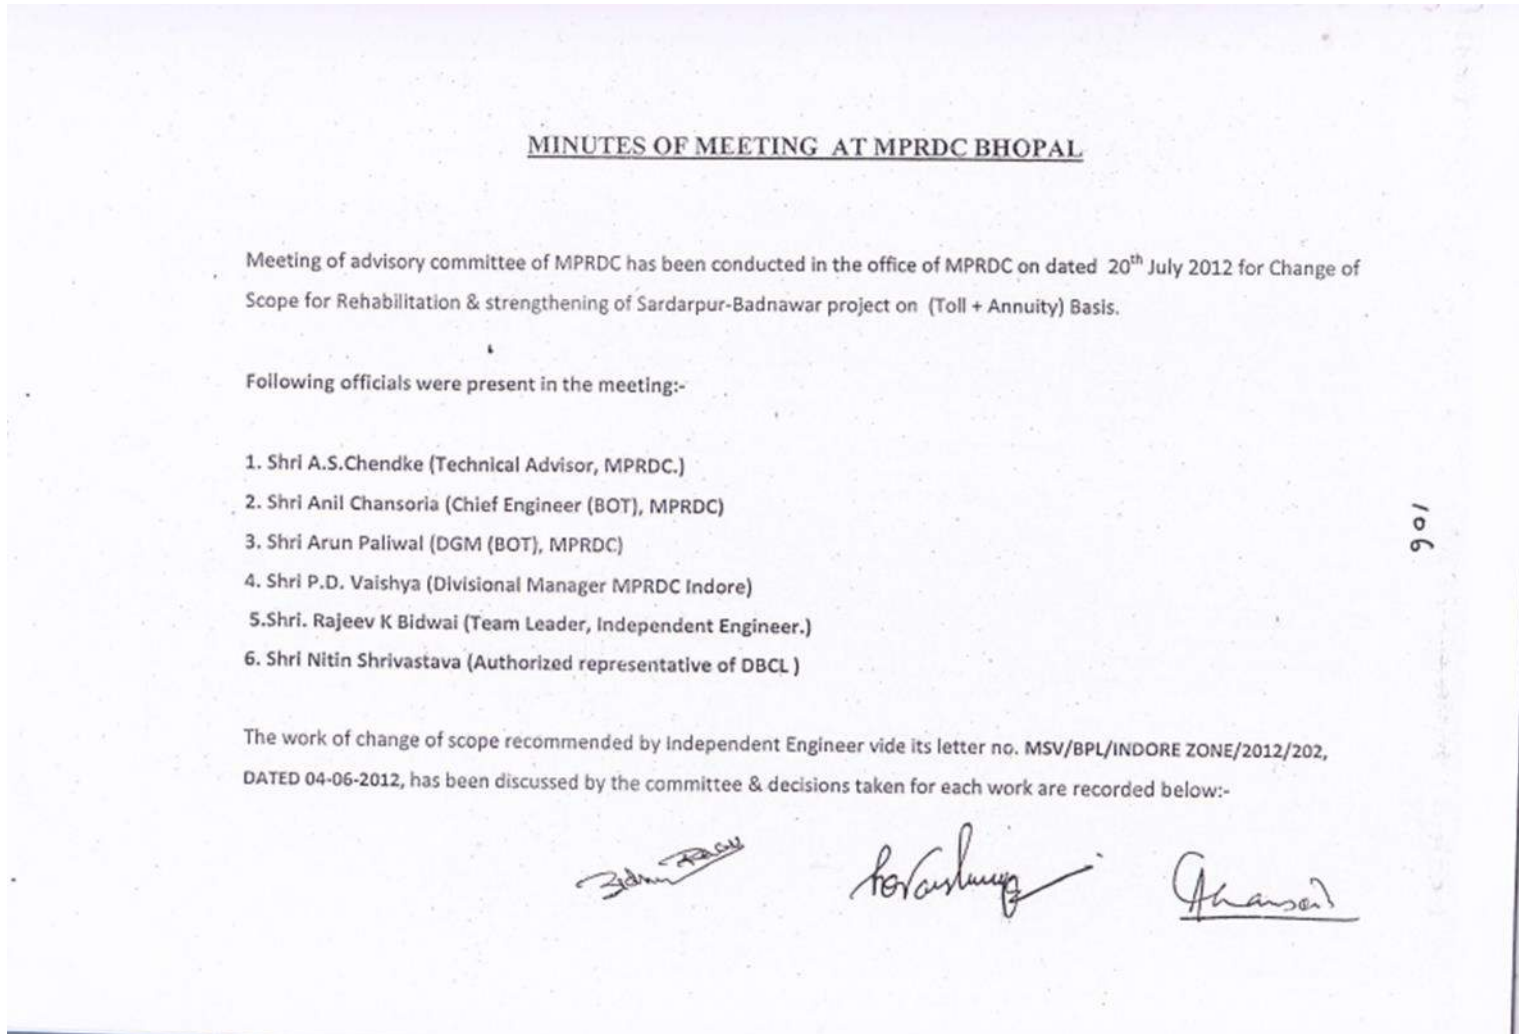 MINUTES OF MEETING AT MPRDC BHOPAL
Meeting of advisory committee of MPRDC has been conducted in the office of MPRDC on dated 20th July 2012 for Change of
Scope for Rehabilitation & strengthening of Sardarpur-Badnawar project on (Toll + Annuity) Basis.
Following officials were present in the meeting:-
1. Shri A.S.Chendke (Technical Advisor, MPRDC.)
2. Shri Anil Chansoria (Chief Engineer (BOT), MPRDC)
3. Shri Arun Paliwal (DGM (BOT), MPRDC)
4. Shri P.D. Vaishya (Divisional Manager MPRDC Indore)
5.Shri. Rajeev K Bidwai (Team Leader, Independent Engineer.)
6. Shri Nitin Shrivastava (Authorized representative of DBCL )
106
The work of change of scope recommended by Independent Engineer vide its letter no. MSV/BPL/INDORE ZONE/2012/202,
DATED 04-06-2012, has been discussed by the committee & decisions taken for each work are recorded below:-